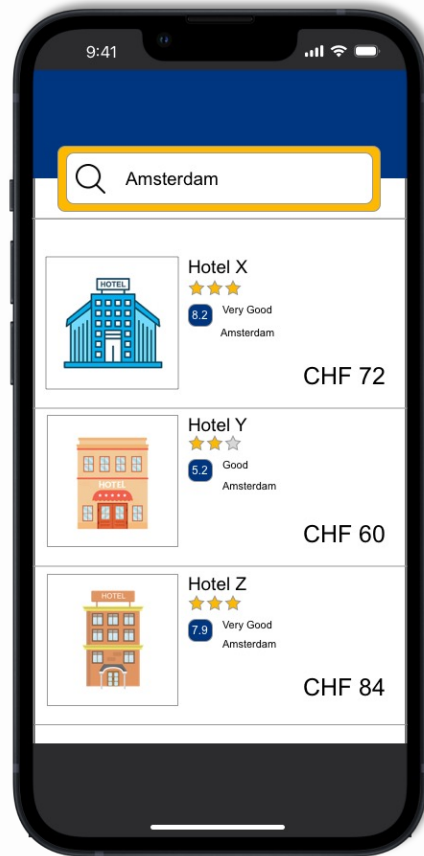 9:41
Amsterdam
HOTEL
Hotel X
8.2 Very Good
Amsterdam
CHF 72
HOTEL
Hotel Y
5.2 Good
Amsterdam
CHF 60
HOTEL
Hotel Z
7.9 Very Good
Amsterdam
CHF 84